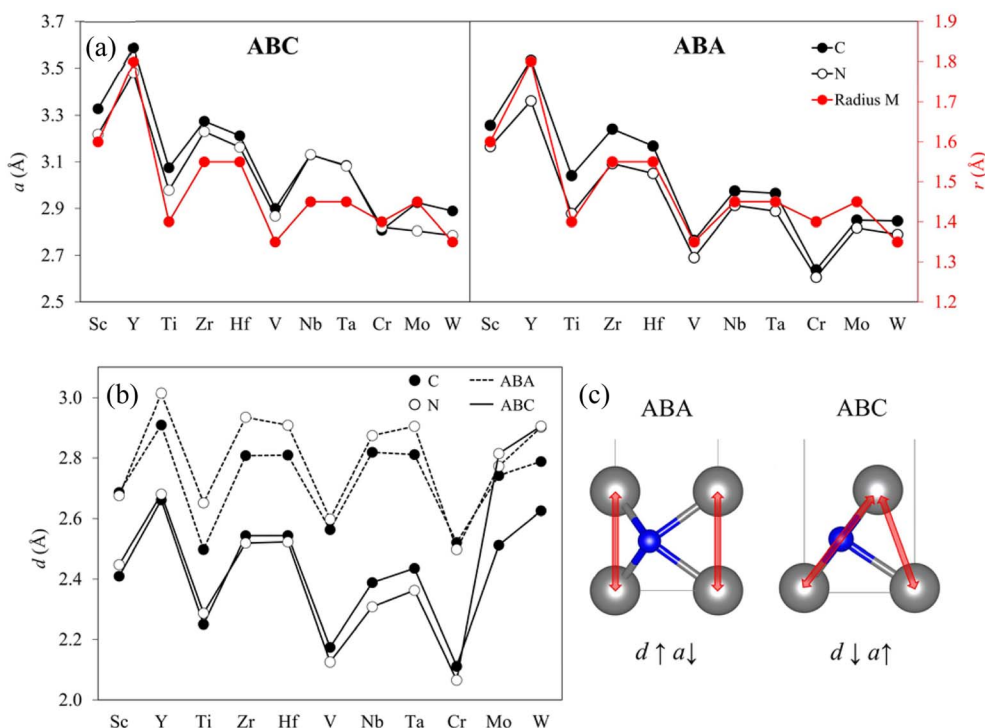 (a)
ABC
ABA
C
N
Radius M
a (Å)
3.7
3.5
3.3
3.1
2.9
2.7
2.5
r (Å)
1.9
1.8
1.7
1.6
1.5
1.4
1.3
1.2
Sc Y Ti Zr Hf V Nb Ta Cr Mo W Sc Y Ti Zr Hf V Nb Ta Cr Mo W
(b)
C ABA
N ABC
d (Å)
3.0
2.8
2.6
2.4
2.2
2.0
Sc Y Ti Zr Hf V Nb Ta Cr Mo W
(c)
ABA ABC
d ↑ a↓ d ↓ a↑